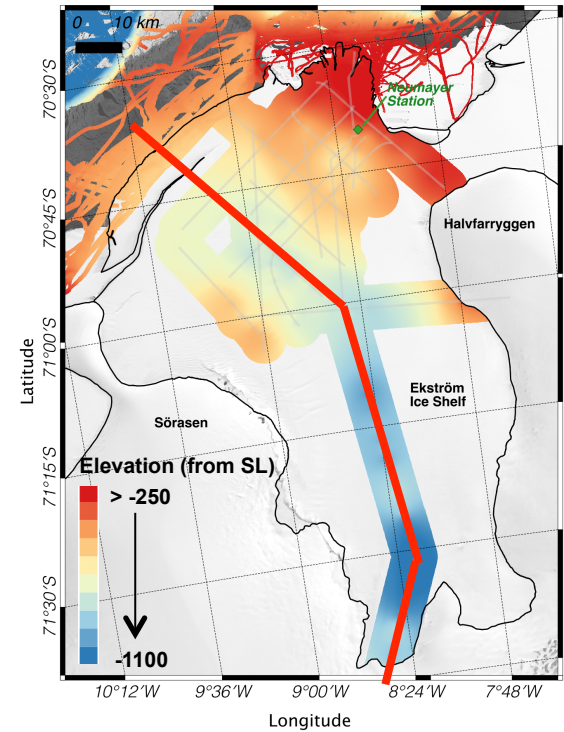 0 10 km
70°30'S
Neumayer
Station
70°45'S
Halvfarryggen
71°00'S
Latitude
Ekström
Ice Shelf
Sörasen
71°15'S
Elevation (from SL)
> -250
71°30'S
-1100
10°12'W 9°36'W 9°00'W 8°24'W 7°48'W
Longitude